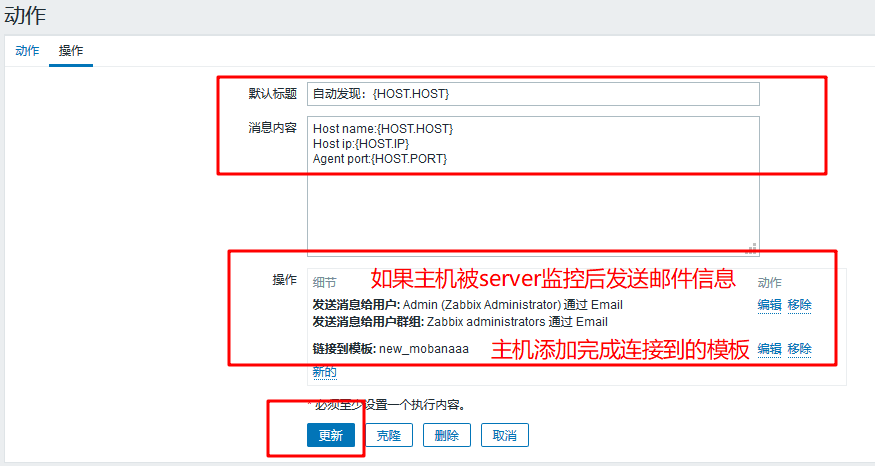 动作
动作 操作
默认标题 自动发现：{HOST.HOST}
消息内容 Host name:{HOST.HOST}
Host ip:{HOST.IP}
Agent port:{HOST.PORT}
操作 细节 如果主机被server监控后发送邮件信息 动作
发送消息给用户: Admin (Zabbix Administrator) 通过 Email 编辑 移除
发送消息给用户群组: Zabbix administrators 通过 Email
链接到模板: new_mobanaaa 主机添加完成连接到的模板 编辑 移除
新的
* 必须至少设置一个执行内容。
更新 克隆 删除 取消